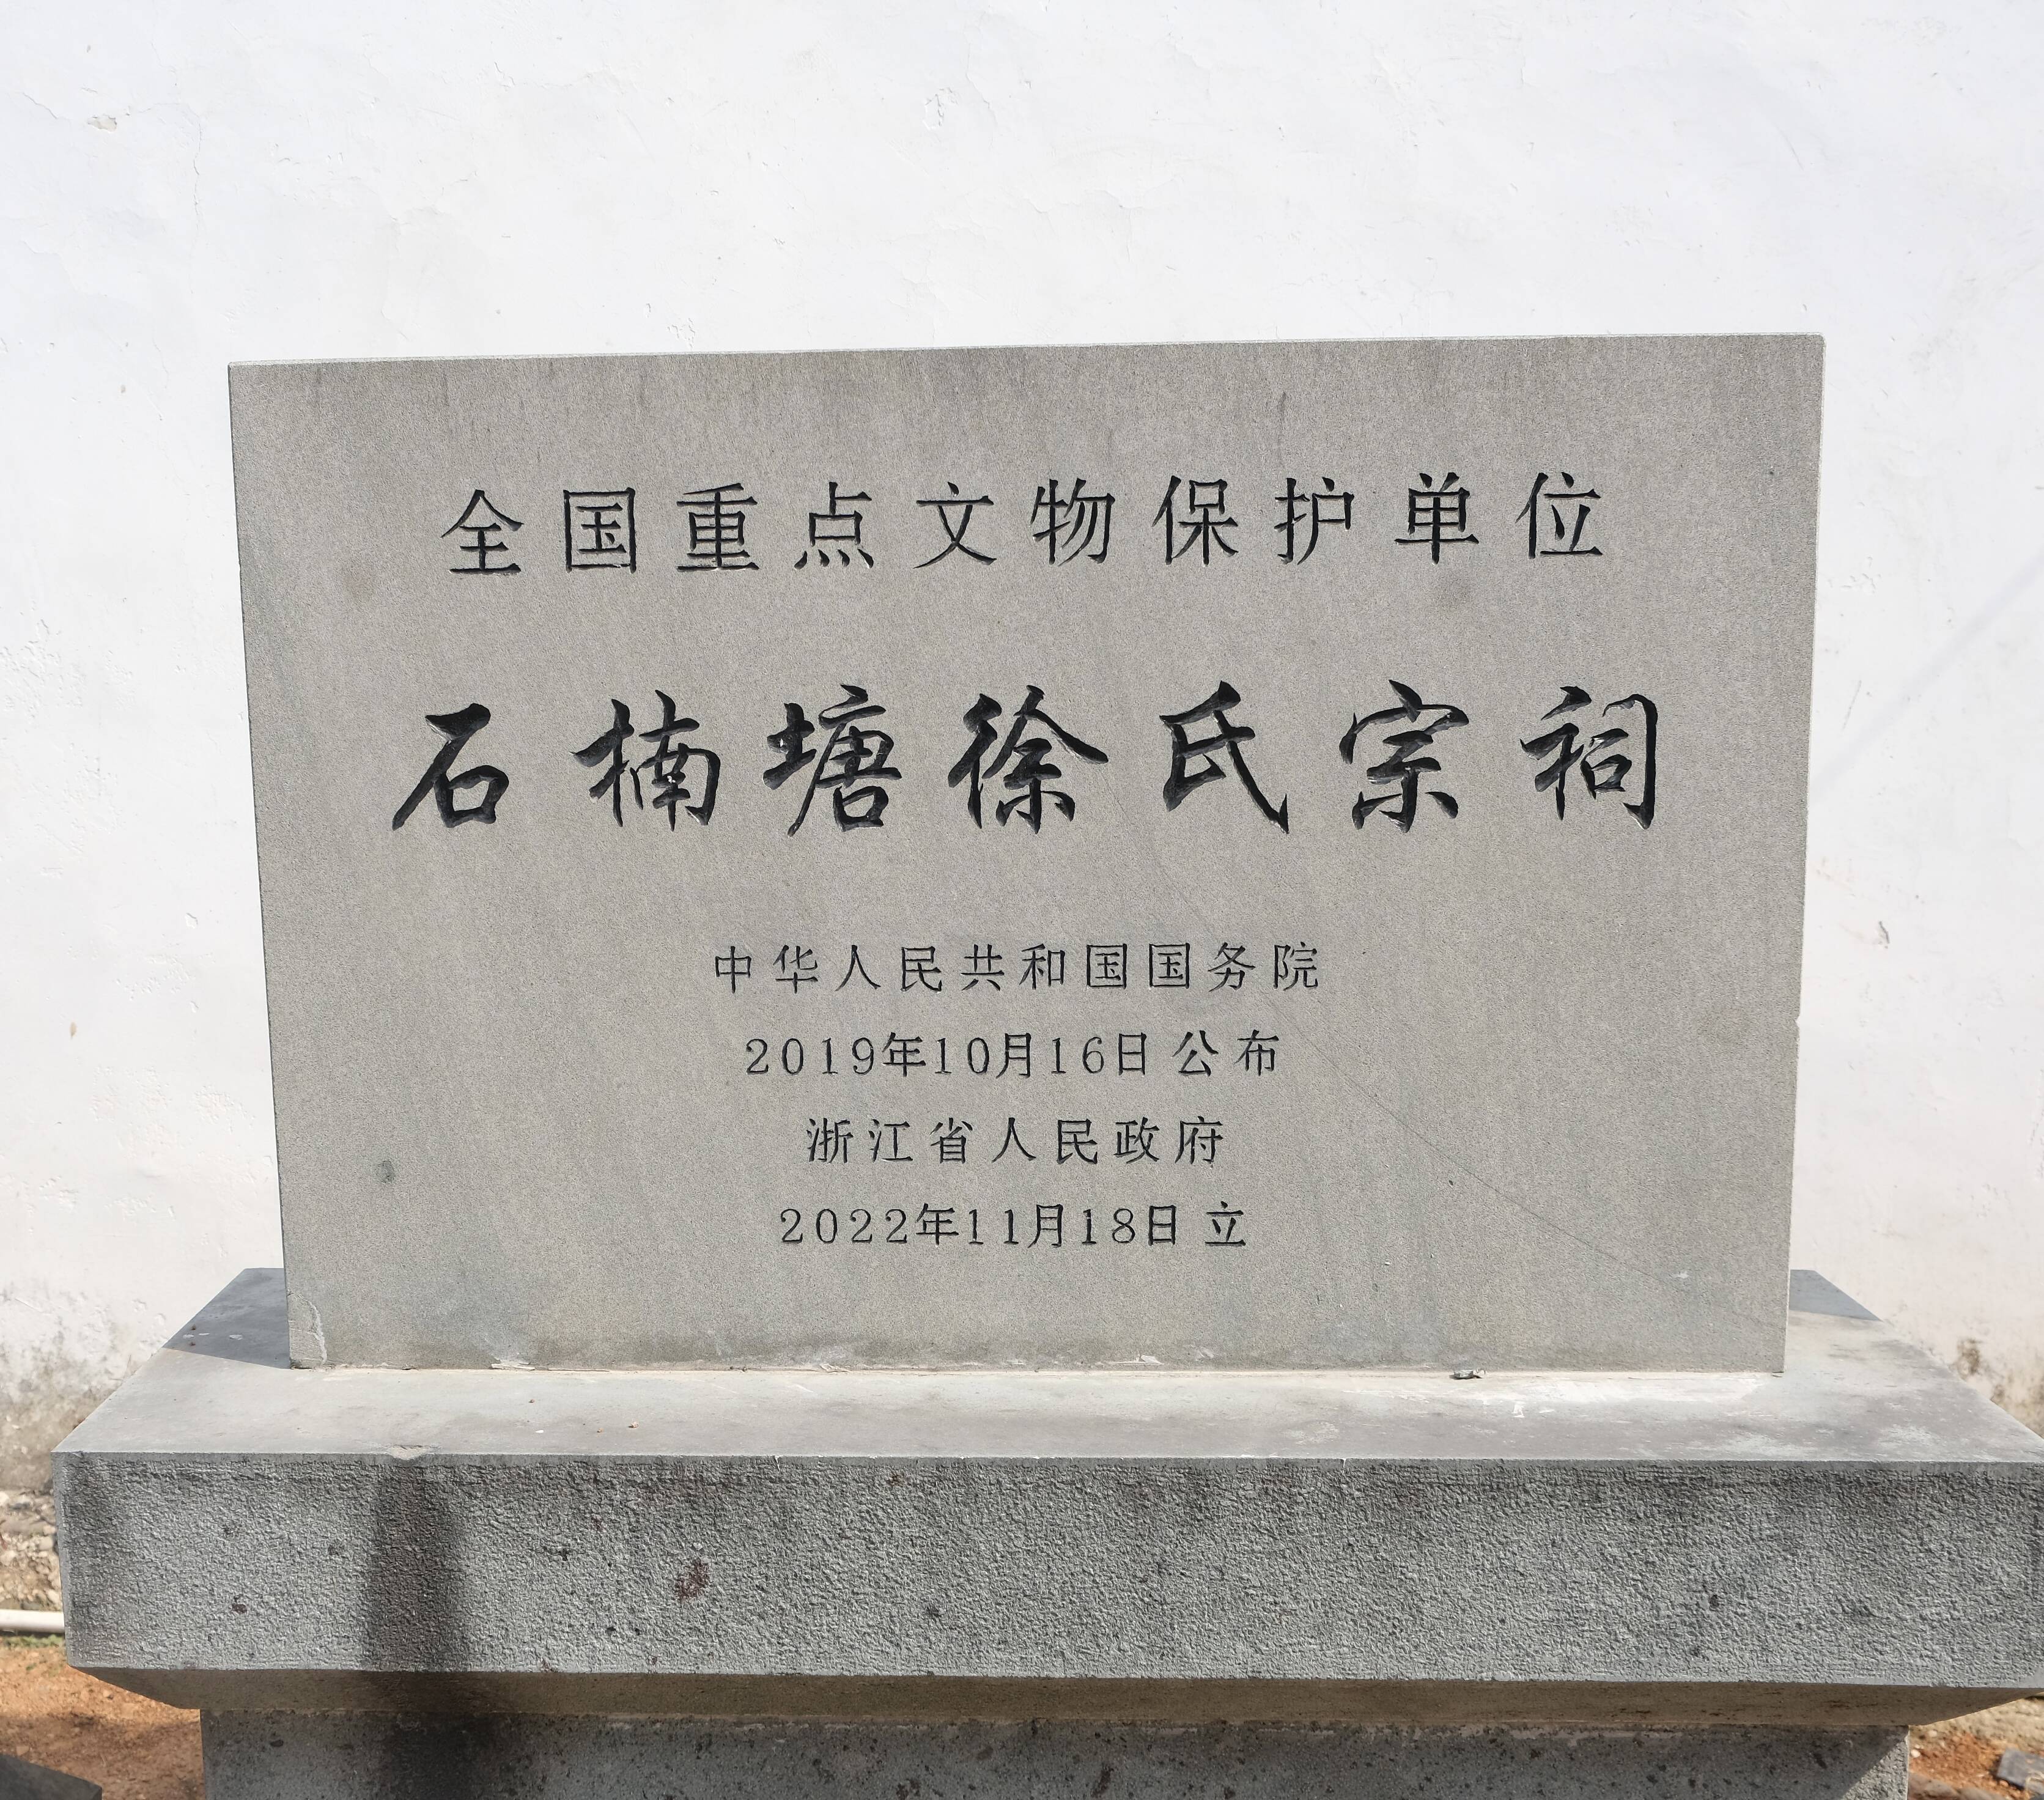 全国重点文物保护单位
石楠塘徐氏宗祠
中华人民共和国国务院
2019年10月16日 公布
浙江省人民政府
2022年11月18日 立